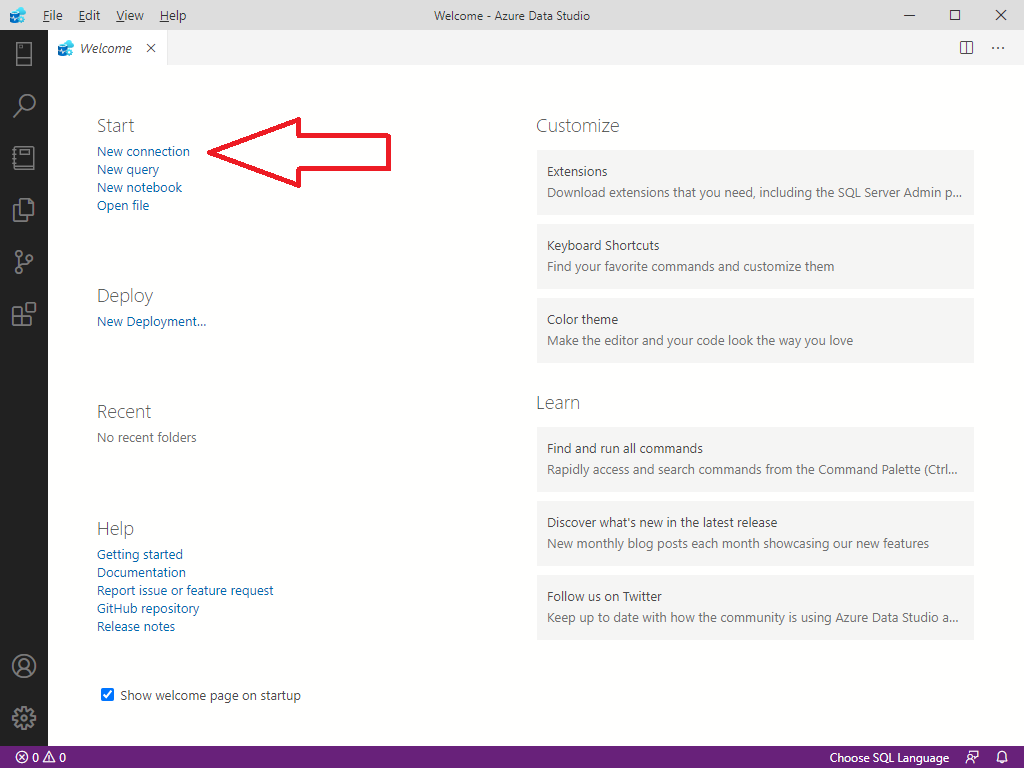 File Edit View Help
Welcome - Azure Data Studio
Welcome
Start
New connection
New query
New notebook
Open file
Deploy
New Deployment...
Recent
No recent folders
Help
Getting started
Documentation
Report issue or feature request
GitHub repository
Release notes
Show welcome page on startup
Customize
Extensions
Download extensions that you need, including the SQL Server Admin p...
Keyboard Shortcuts
Find your favorite commands and customize them
Color theme
Make the editor and your code look the way you love
Learn
Find and run all commands
Rapidly access and search commands from the Command Palette (Ctrl...
Discover what's new in the latest release
New monthly blog posts each month showcasing our new features
Follow us on Twitter
Keep up to date with how the community is using Azure Data Studio a...
0 0
Choose SQL Language